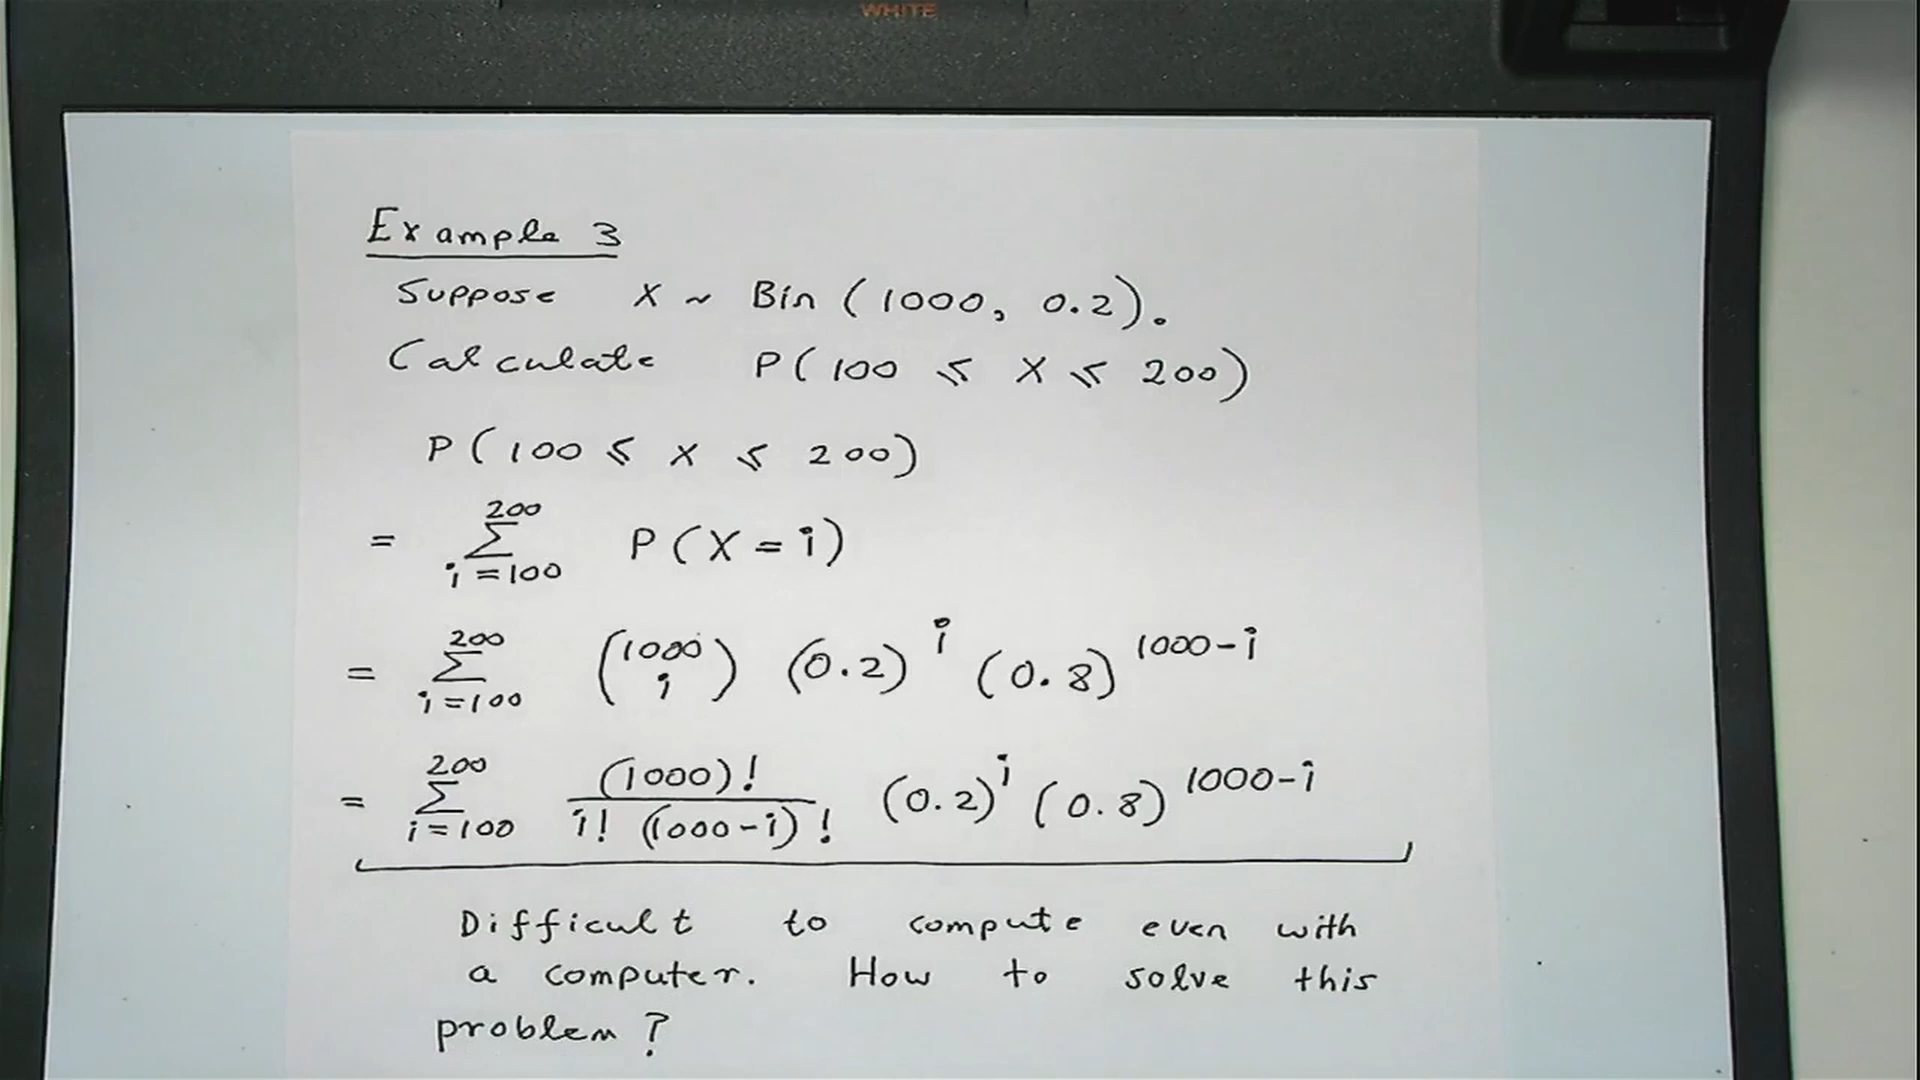 WHITE
Example 3
Suppose X ~ Bin (1000, 0.2).
Calculate P(100 ≤ X ≤ 200)
P(100 ≤ X ≤ 200)
= ∑_{i=100}^{200} P(X=i)
= ∑_{i=100}^{200} (1000 i) (0.2)^i (0.8)^{1000-i}
= ∑_{i=100}^{200} (1000)! / i! (1000-i)! (0.2)^i (0.8)^{1000-i}
Difficult to compute even with
a computer. How to solve this
problem?